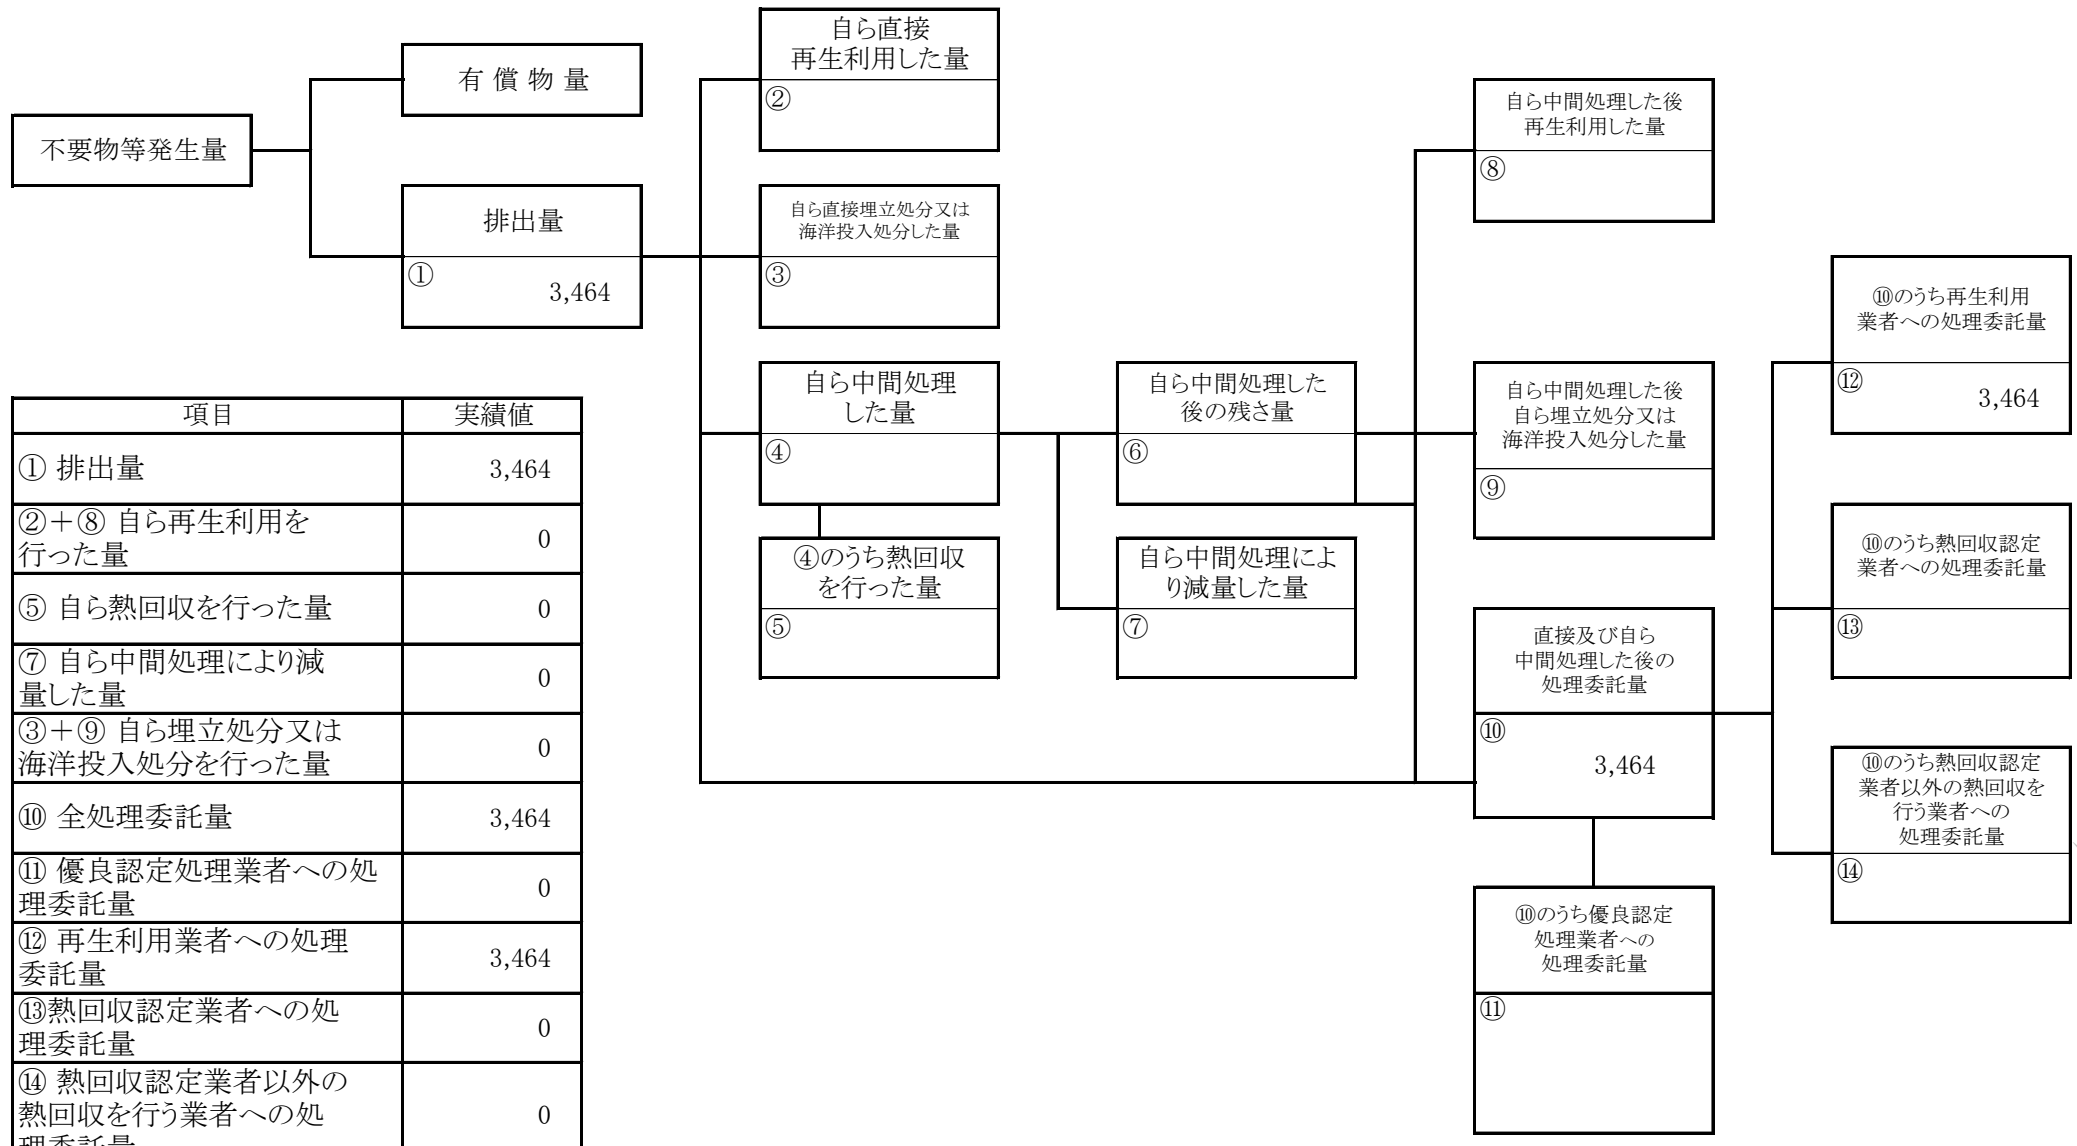 自ら直接
再生利用した量
②
有 償 物 量
不要物等発生量
排出量
①
3,464
自ら直接埋立処分又は
海洋投入処分した量
③
自ら中間処理した後
再生利用した量
⑧
⑩のうち再生利用
業者への処理委託量
⑫
3,464
自ら中間処理
した量
④
自ら中間処理した
後の残さ量
⑥
自ら中間処理した後
自ら埋立処分又は
海洋投入処分した量
⑨
④のうち熱回収
を行った量
⑤
自ら中間処理によ
り減量した量
⑦
⑩のうち熱回収認定
業者への処理委託量
⑬
直接及び自ら
中間処理した後の
処理委託量
⑩
3,464
⑩のうち熱回収認定
業者以外の熱回収を
行う業者への
処理委託量
⑭
⑩のうち優良認定
処理業者への
処理委託量
⑪
項目 実績値
① 排出量 3,464
②＋⑧ 自ら再生利用を
行った量 0
⑤ 自ら熱回収を行った量 0
⑦ 自ら中間処理により減
量した量 0
③＋⑨ 自ら埋立処分又は
海洋投入処分を行った量 0
⑩ 全処理委託量 3,464
⑪ 優良認定処理業者への処
理委託量 0
⑫ 再生利用業者への処理
委託量 3,464
⑬熱回収認定業者への処
理委託量 0
⑭ 熱回収認定業者以外の
熱回収を行う業者への処 0
理委託量